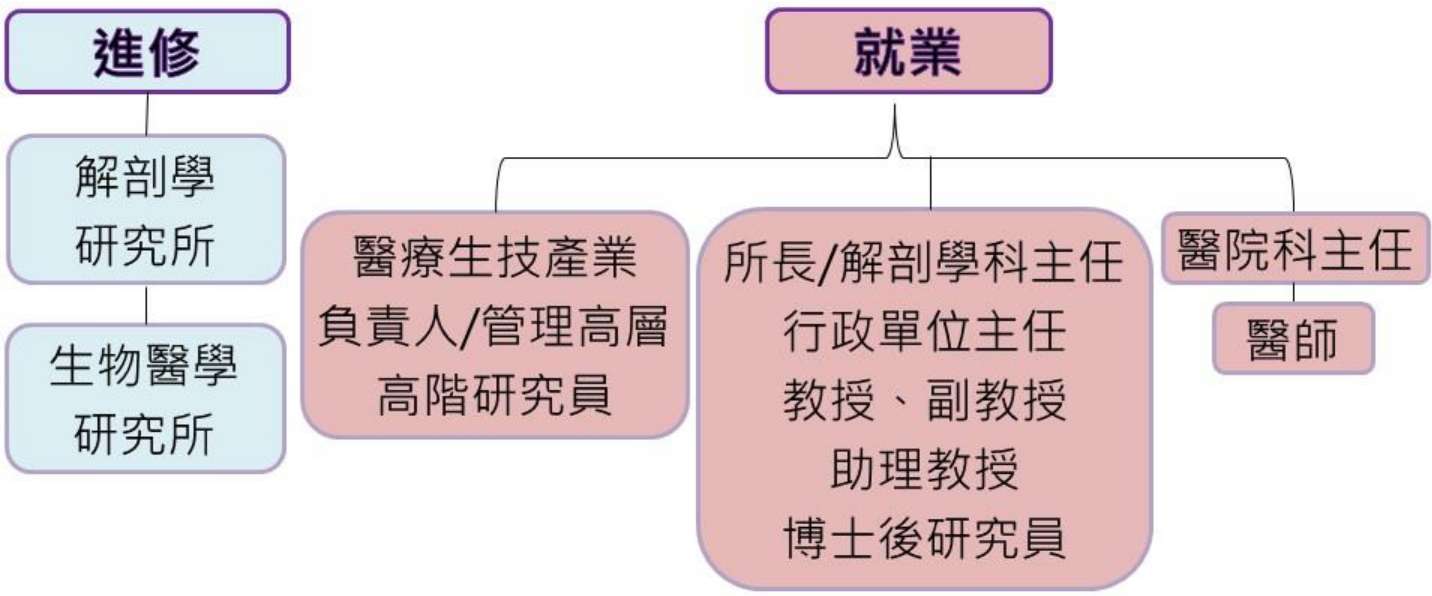 進修
解剖學
研究所
生物醫學
研究所
就業
醫療生技產業
負責人/管理高層
高階研究員
所長/解剖學科主任
行政單位主任
教授、副教授
助理教授
博士後研究員
醫院科主任
醫師